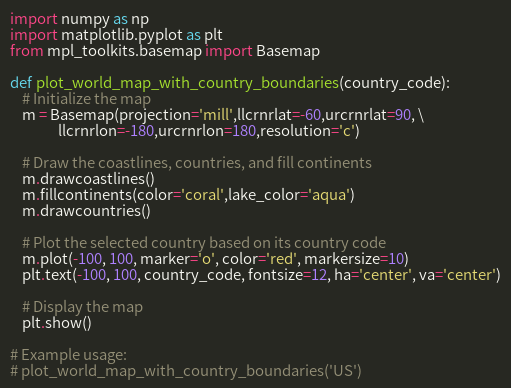 import numpy as np
import matplotlib.pyplot as plt
from mpl_toolkits.basemap import Basemap

def plot_world_map_with_country_boundaries(country_code):
    # Initialize the map
    m = Basemap(projection='mill',llcrnrlat=-60,urcrnrlat=90, \
                llcrnrlon=-180,urcrnrlon=180,resolution='c')

    # Draw the coastlines, countries, and fill continents
    m.drawcoastlines()
    m.fillcontinents(color='coral',lake_color='aqua')
    m.drawcountries()

    # Plot the selected country based on its country code
    m.plot(-100, 100, marker='o', color='red', markersize=10)
    plt.text(-100, 100, country_code, fontsize=12, ha='center', va='center')

    # Display the map
    plt.show()

# Example usage:
# plot_world_map_with_country_boundaries('US')